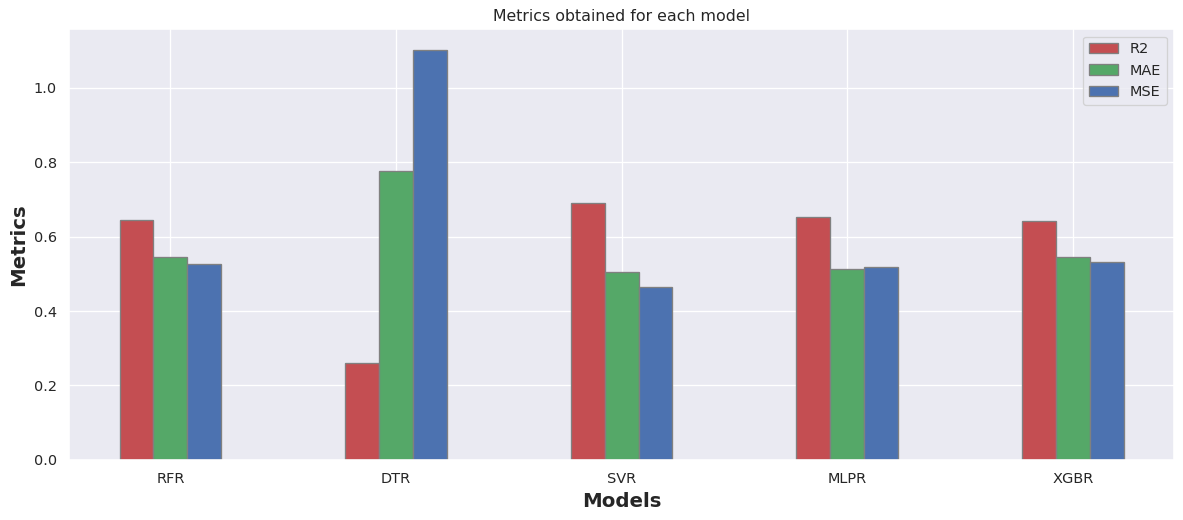 Metrics obtained for each model
R2
MAE
MSE
1.0
0.8
0.6
0.4
0.2
0.0
Metrics
RFR
DTR
SVR
MLPR
XGBR
Models